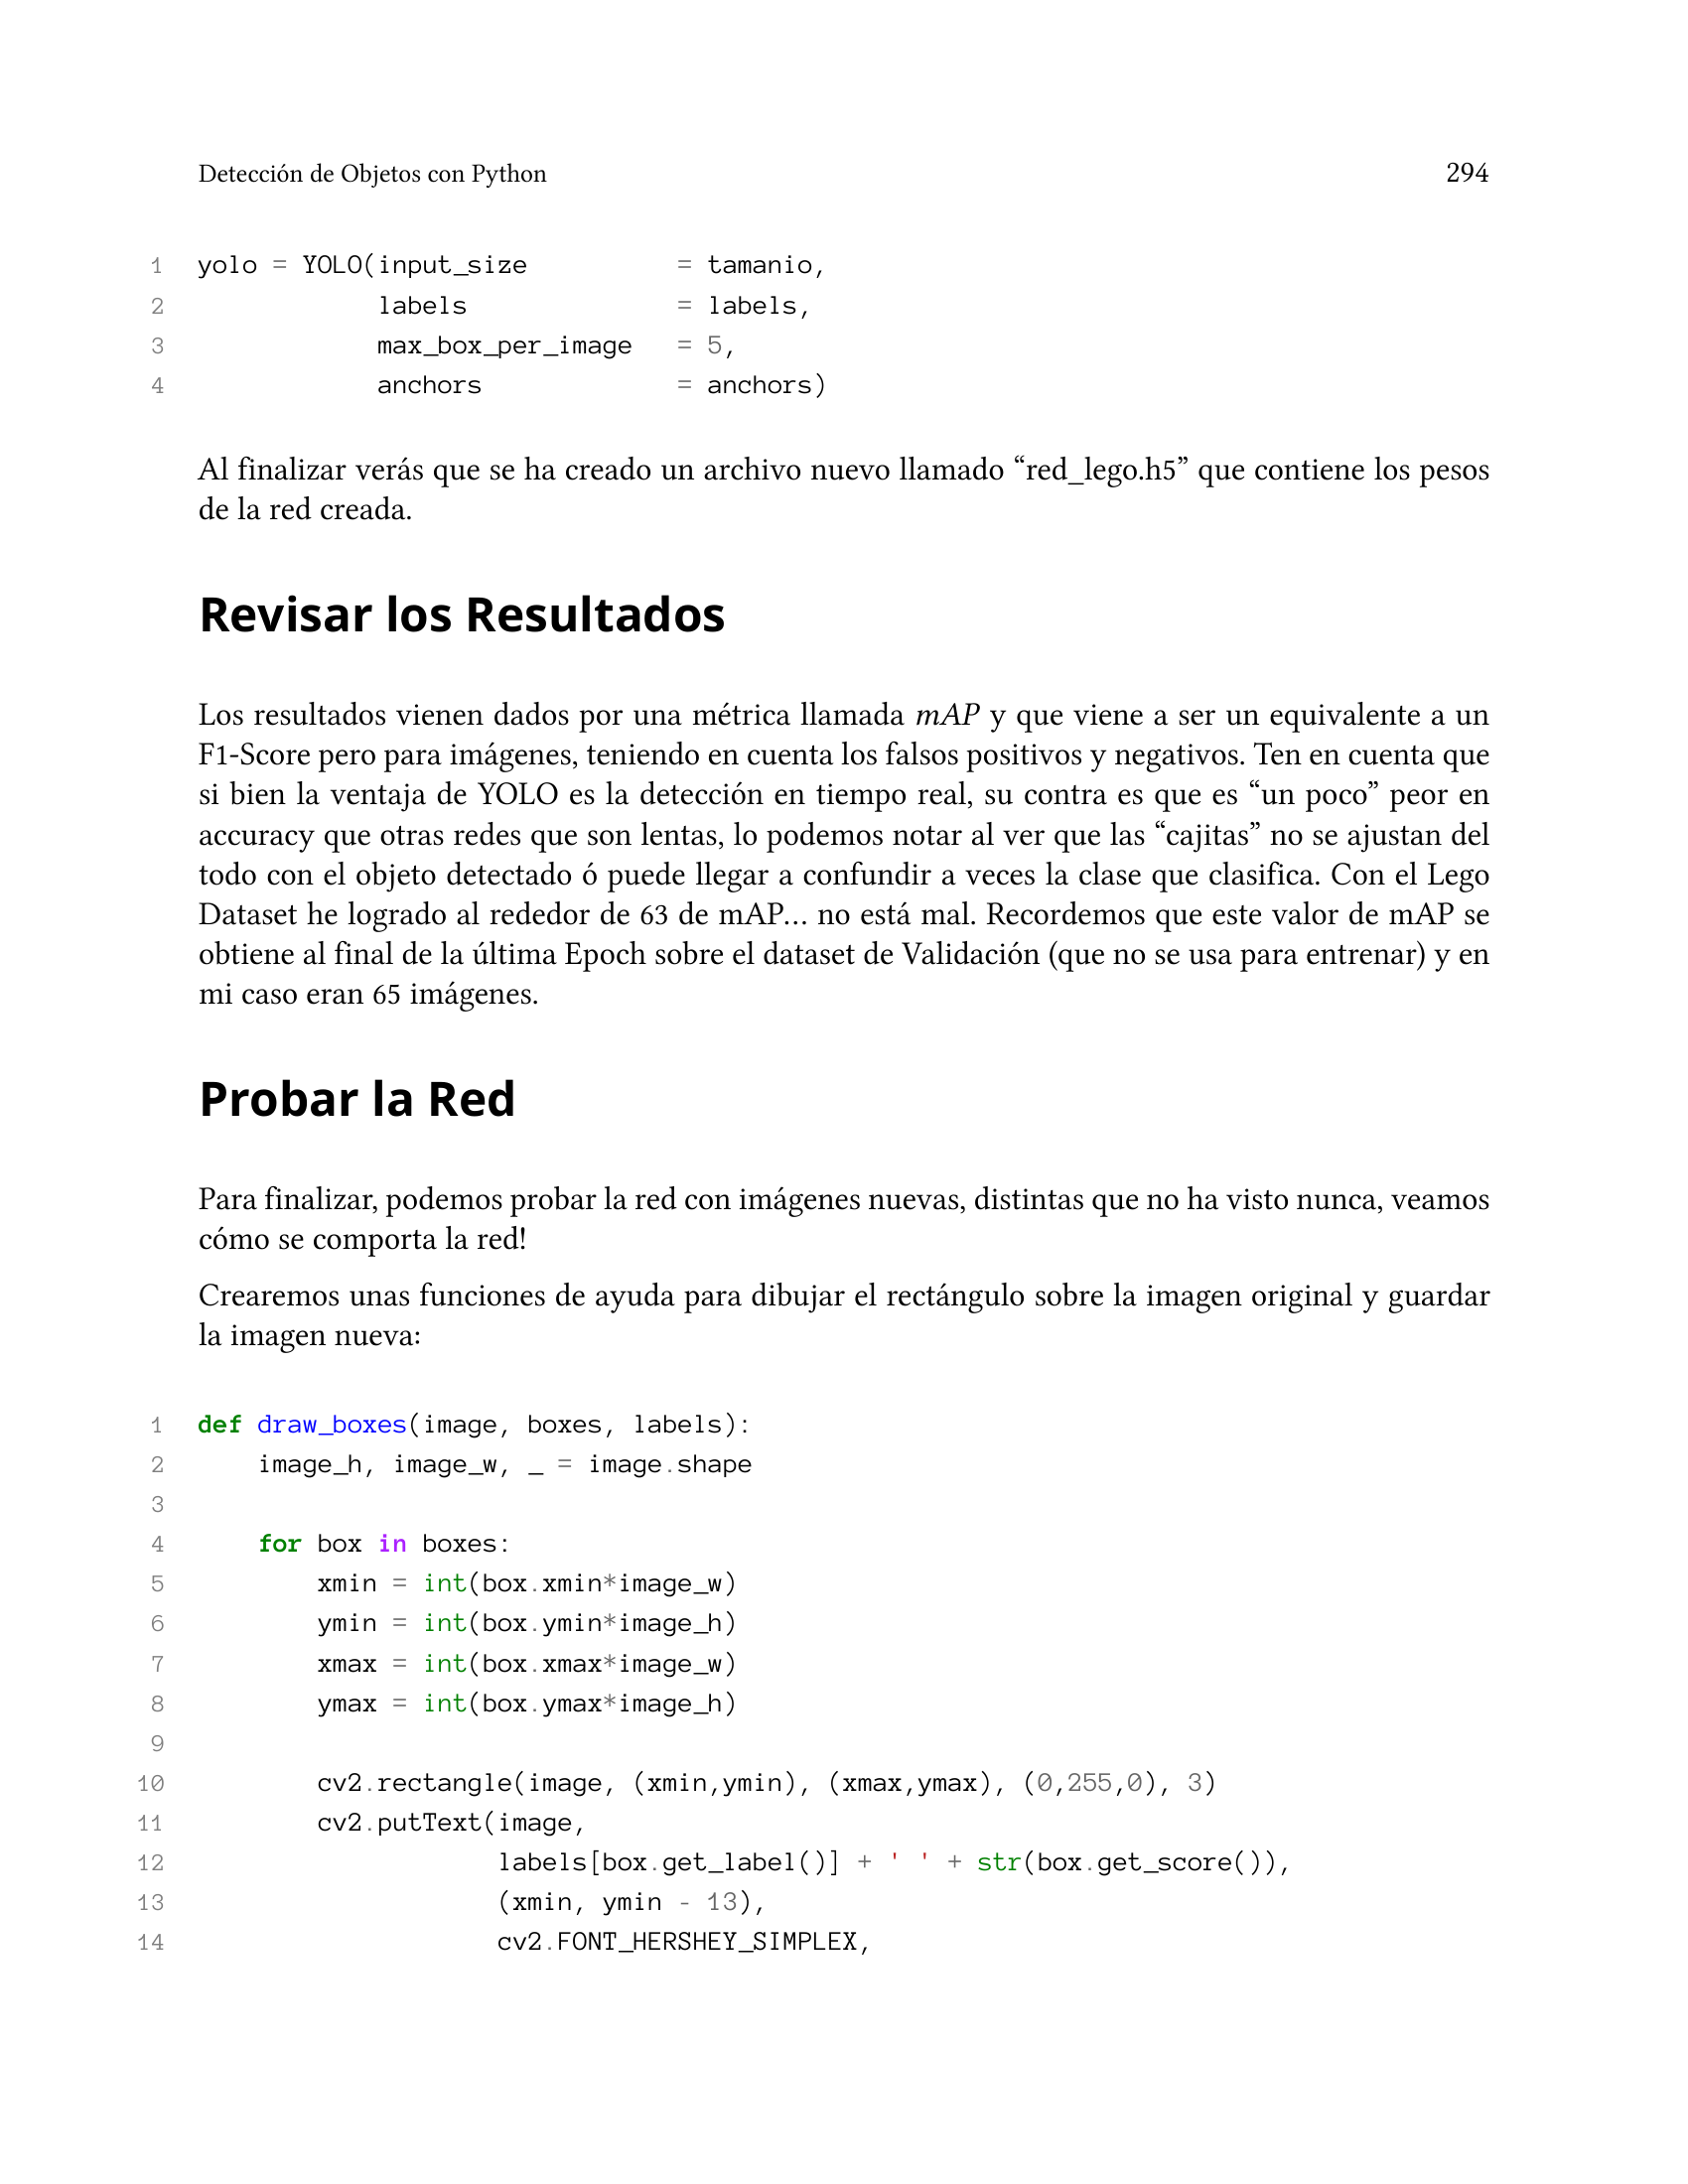 Detección de Objetos con Python 294
1 yolo = YOLO(input_size          = tamanio,
2             labels              = labels,
3             max_box_per_image   = 5,
4             anchors             = anchors)
Al finalizar verás que se ha creado un archivo nuevo llamado “red_lego.h5” que contiene los pesos
de la red creada.
Revisar los Resultados
Los resultados vienen dados por una métrica llamada mAP y que viene a ser un equivalente a un
F1-Score pero para imágenes, teniendo en cuenta los falsos positivos y negativos. Ten en cuenta que
si bien la ventaja de YOLO es la detección en tiempo real, su contra es que es “un poco” peor en
accuracy que otras redes que son lentas, lo podemos notar al ver que las “cajitas” no se ajustan del
todo con el objeto detectado ó puede llegar a confundir a veces la clase que clasifica. Con el Lego
Dataset he logrado al rededor de 63 de mAP… no está mal. Recordemos que este valor de mAP se
obtiene al final de la última Epoch sobre el dataset de Validación (que no se usa para entrenar) y en
mi caso eran 65 imágenes.
Probar la Red
Para finalizar, podemos probar la red con imágenes nuevas, distintas que no ha visto nunca, veamos
cómo se comporta la red!
Crearemos unas funciones de ayuda para dibujar el rectángulo sobre la imagen original y guardar
la imagen nueva:
1 def draw_boxes(image, boxes, labels):
2     image_h, image_w, _ = image.shape
3
4     for box in boxes:
5         xmin = int(box.xmin*image_w)
6         ymin = int(box.ymin*image_h)
7         xmax = int(box.xmax*image_w)
8         ymax = int(box.ymax*image_h)
9
10         cv2.rectangle(image, (xmin,ymin), (xmax,ymax), (0,255,0), 3)
11         cv2.putText(image,
12                     labels[box.get_label()] + ' ' + str(box.get_score()),
13                     (xmin, ymin - 13),
14                     cv2.FONT_HERSHEY_SIMPLEX,